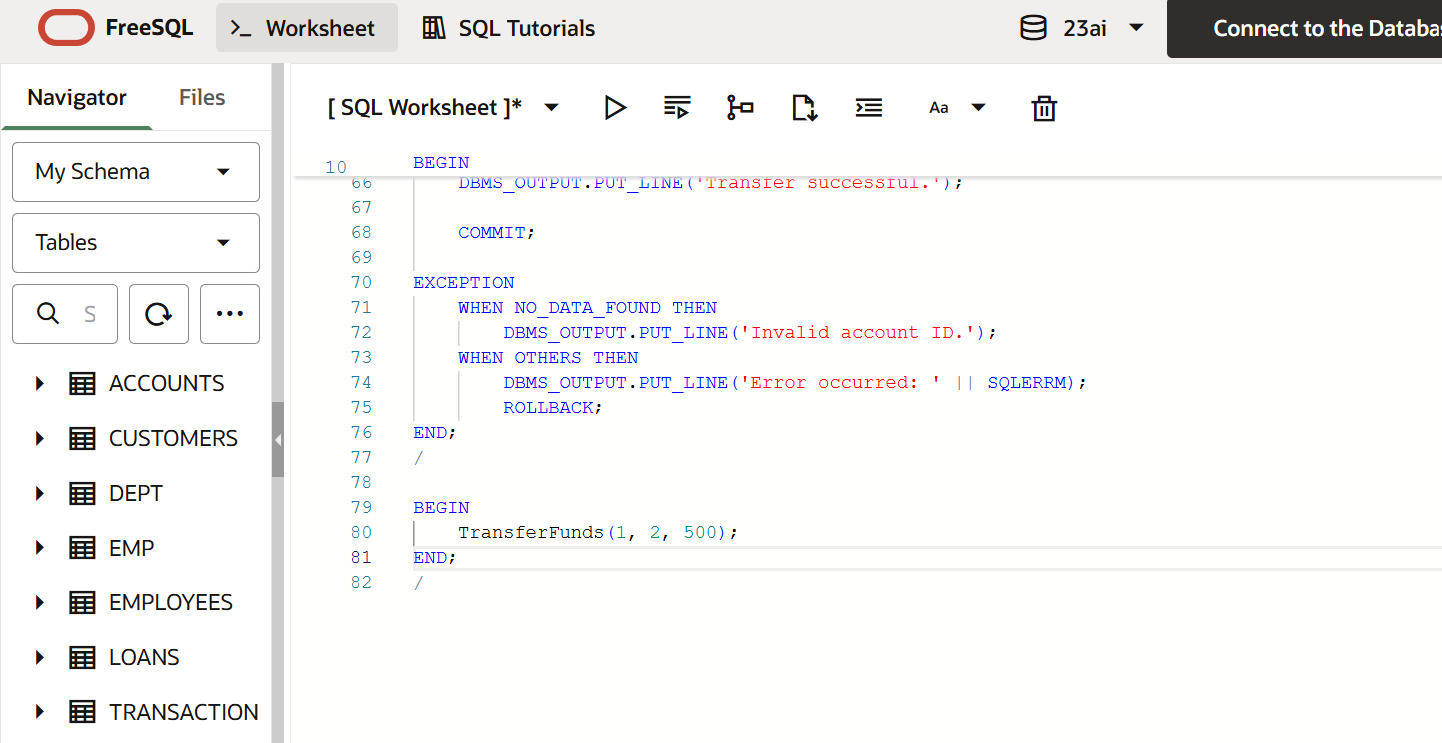 FreeSQL
>_ Worksheet
SQL Tutorials
23ai
Connect to the Databa
Navigator
Files
My Schema
Tables
S
ACCOUNTS
CUSTOMERS
DEPT
EMP
EMPLOYEES
LOANS
TRANSACTION
[ SQL Worksheet ]*
Aa
10 BEGIN
66 DBMS_OUTPUT.PUT_LINE('Transfer successful.');
67
68 COMMIT;
69
70 EXCEPTION
71 WHEN NO_DATA_FOUND THEN
72 DBMS_OUTPUT.PUT_LINE('Invalid account ID.');
73 WHEN OTHERS THEN
74 DBMS_OUTPUT.PUT_LINE('Error occurred: ' || SQLERRM);
75 ROLLBACK;
76 END;
77 /
78
79 BEGIN
80 TransferFunds(1, 2, 500);
81 END;
82 /